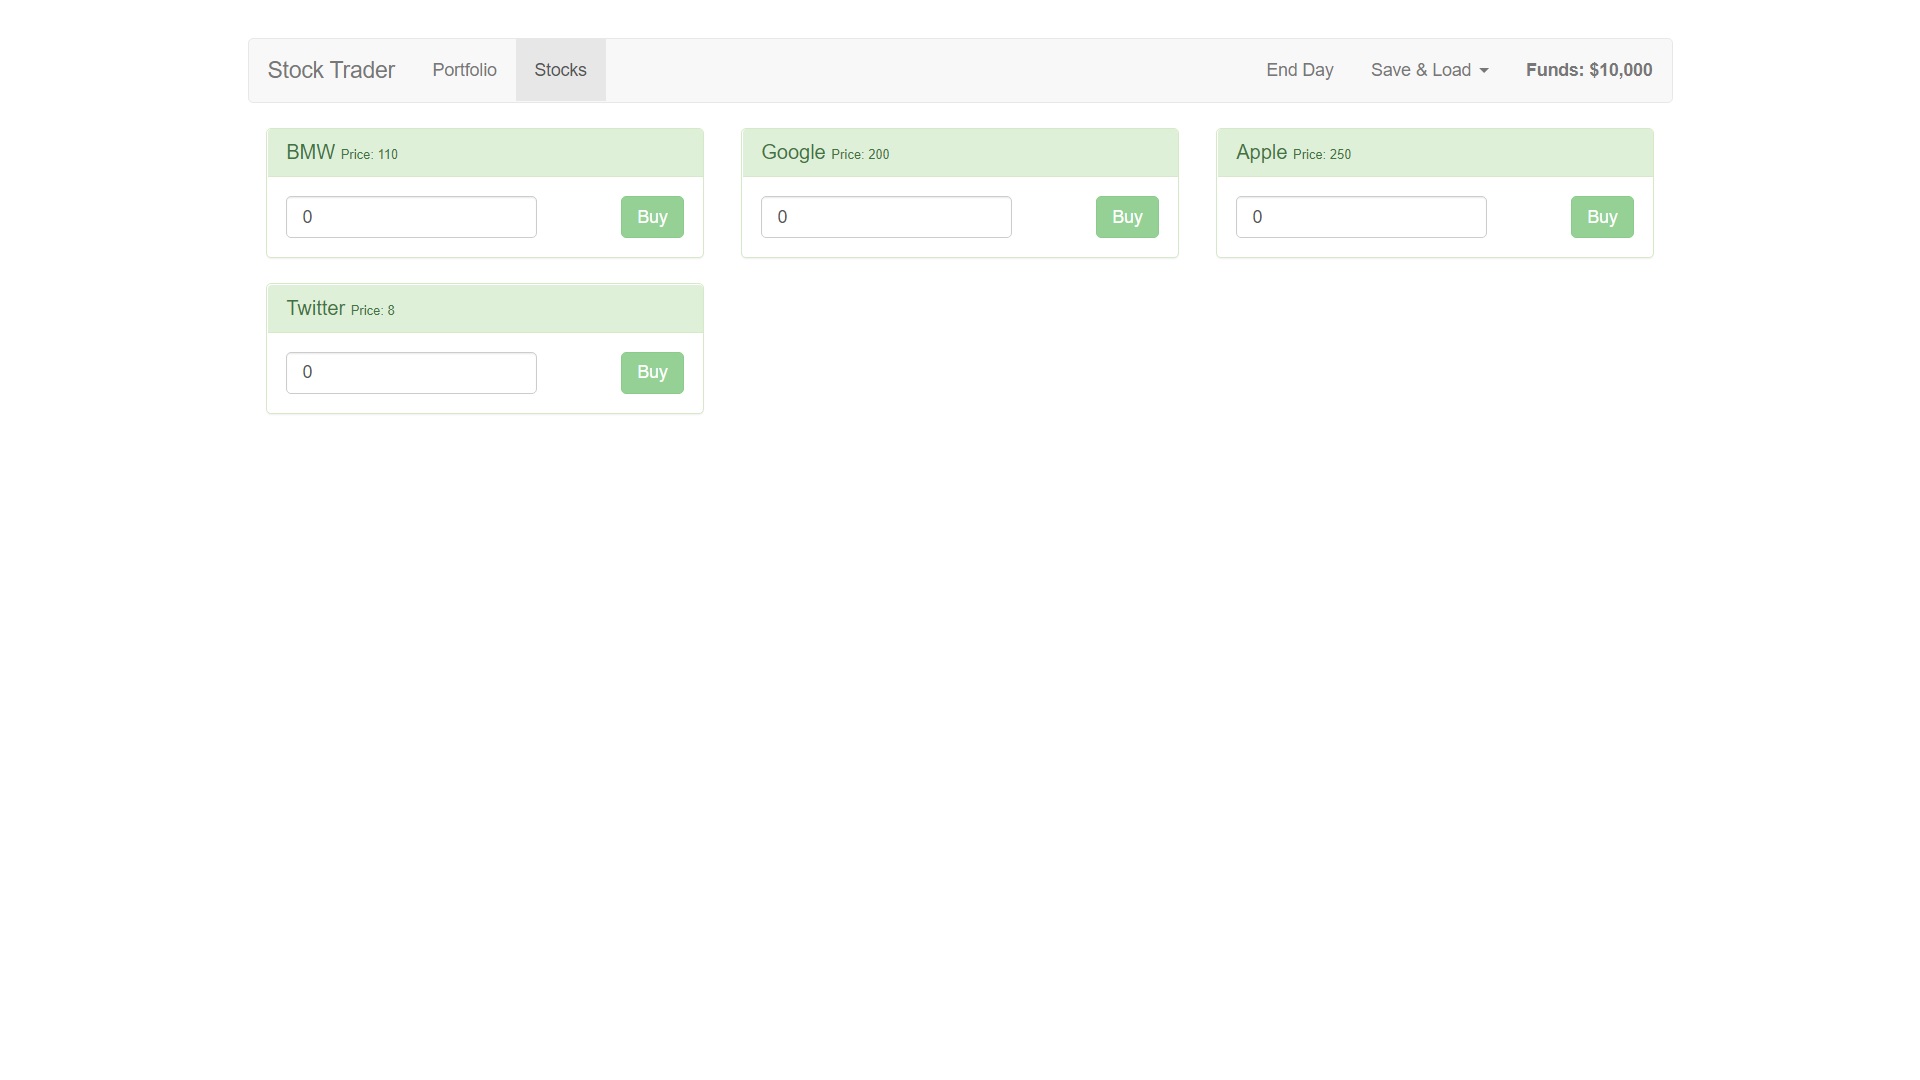 Stock Trader Portfolio Stocks End Day Save & Load Funds: $10,000
BMW Price: 110 Google Price: 200 Apple Price: 250
0 Buy 0 Buy 0 Buy
Twitter Price: 8
0 Buy